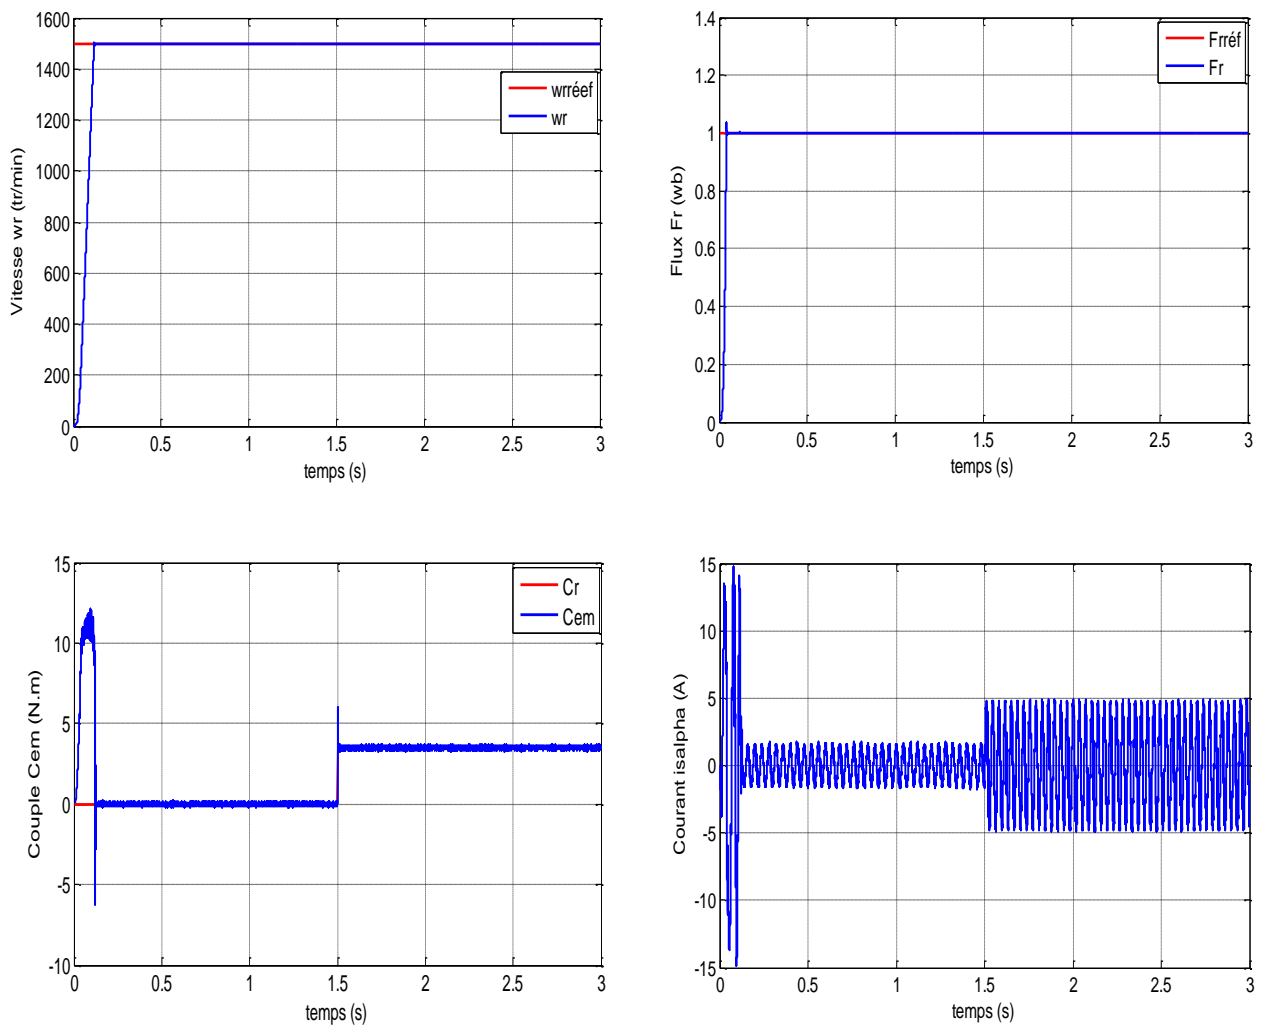 1600
1400
1200
1000
800
600
400
200
0
Vitesse wr (tr/min)
wrréef
wr
0 0.5 1 1.5 2 2.5 3
temps (s)
1.4
1.2
1
0.8
0.6
0.4
0.2
0
Flux Fr (wb)
Frréf
Fr
0 0.5 1 1.5 2 2.5 3
temps (s)
15
10
5
0
-5
-10
Couple Cem (N.m)
Cr
Cem
0 0.5 1 1.5 2 2.5 3
temps (s)
15
10
5
0
-5
-10
-15
Courant isalpha (A)
0 0.5 1 1.5 2 2.5 3
temps (s)